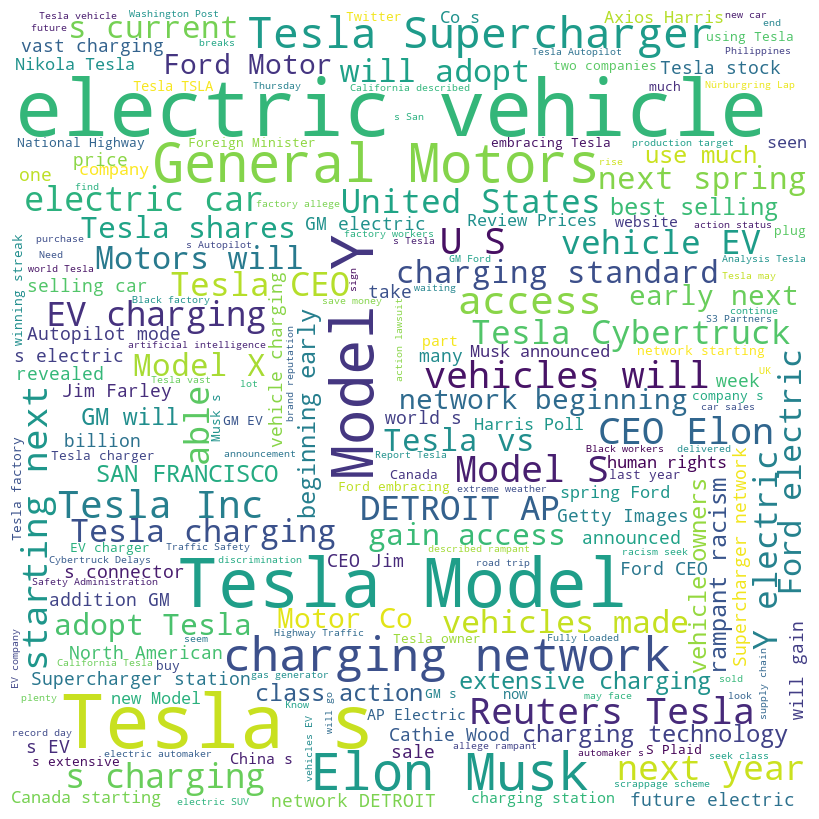 Tesla vehicle
Washington Post
Twitter
Co s
Axios Harris
new car
future
s current
breaks
Tesla Supercharger
using Tesla
end
vast charging
Ford Motor
will adopt
Tesla Autopilot
two companies
Philippines
Nikola Tesla
Tesla stock
Tesla TSLA
Thursday
California described
much
Nürburgring Lap
electric vehicle
s San
National Highway
Foreign Minister
embracing Tesla
production target
seen
price
company
one
General Motors
rise
use much
next spring
find
electric car
factory allege
United States
best selling
Tesla shares
GM electric
Review Prices
website
plug
action status
purchase
Need
world Tesla
winning streak
Motors will
s Autopilot
factory workers
s Tesla
U S
GM Ford
vehicle EV
Analysis Tesla
selling car
Tesla CEO
sign
Model Y
take
charging standard
Tesla may
continue
Black factory
vehicle charging
save money
waiting
access
early next
EV charging
S3 Partners
Autopilot mode
artificial intelligence
beginning early
brand reputation
action lawsuit
part
many
Musk announced
Tesla Cybertruck
network starting
s electric
Model X
revealed
Tesla vast
lot
Jim Farley
able
Musk s
vehicles will
week
UK
company s
car sales
network beginning
starting next
GM will
GM EV
world s
Harris Poll
CEO Elon
billion
announcement
Tesla vs
Black workers
delivered
Tesla factory
Tesla charger
Report Tesla
Canada
Model S
human rights
last year
SAN FRANCISCO
Ford embracing
extreme weather
spring Ford
Ford electric
Tesla Inc
DETROIT AP
Getty Images
Tesla charging
gain access
announced
EV charger
Traffic Safety
Cybertruck Delays
discrimination
CEO Jim
described rampant
racism seek
road trip
Ford CEO
s connector
Safety Administration
Tesla Model
vehicle owners
rampant racism
Supercharger network
Y electric
addition GM
adopt Tesla
Motor Co
vehicles made
seem
Highway Traffic
Tesla owner
Fully Loaded
North American
EV company
California Tesla
charging network
will gain
Supercharger station
buy
gas generator
class action
extensive charging
sold
supply chain
plenty
new Model
Know
will go
GM s
now
may face
look
Tesla s
Reuters Tesla
record day
AP Electric
Cathie Wood
charging technology
s EV
electric automaker
vehicles EV
sale
allege rampant
automaker s
S Plaid
seek class
s extensive
China s
s charging
Elon Musk
next year
scrappage scheme
Canada starting
electric SUV
network DETROIT
charging station
future electric